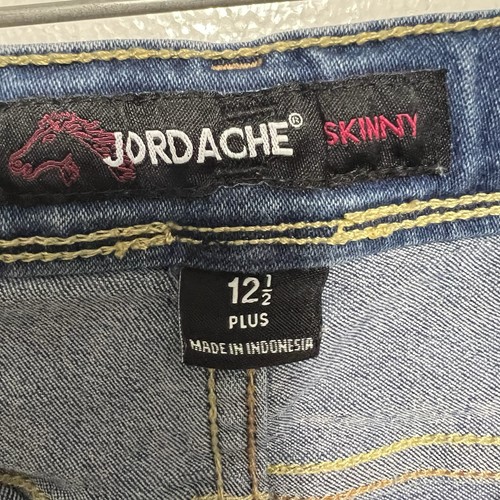 JORDACHE® SKINNY
12½
PLUS
MADE IN INDONESIA